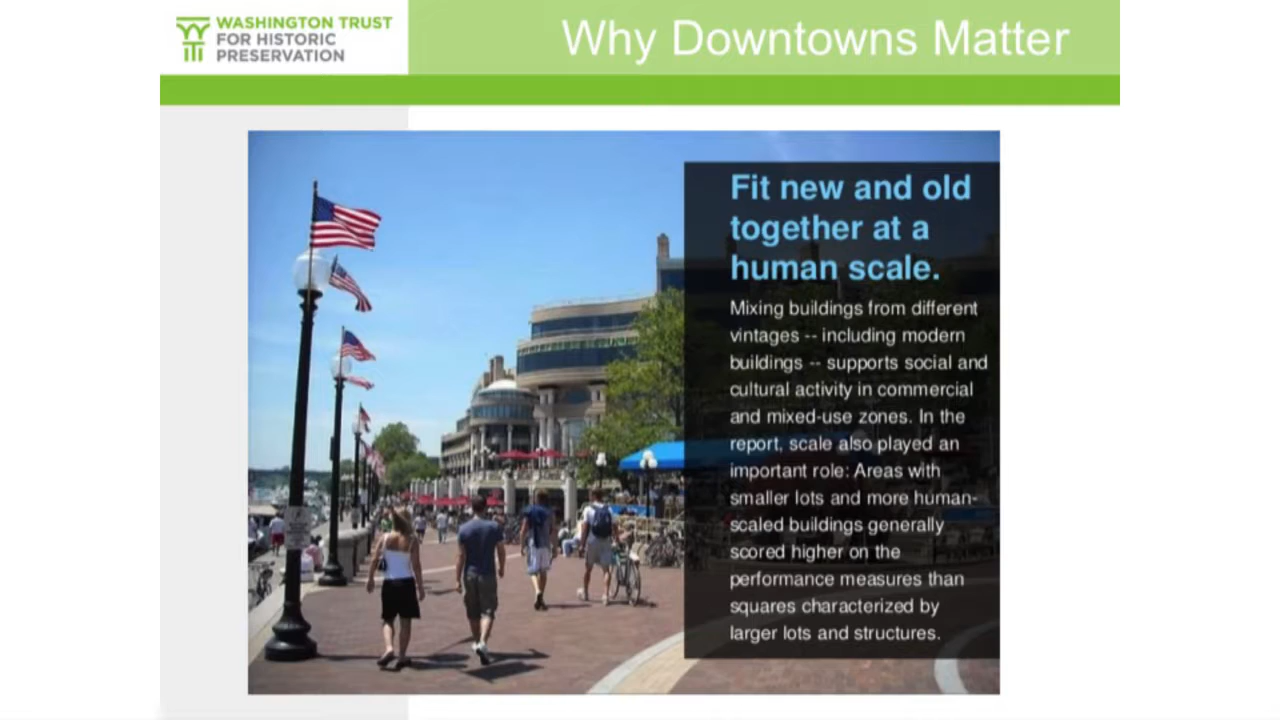 WASHINGTON TRUST
FOR HISTORIC
PRESERVATION
Why Downtowns Matter
Fit new and old
together at a
human scale.
Mixing buildings from different
vintages -- including modern
buildings -- supports social and
cultural activity in commercial
and mixed-use zones. In the
report, scale also played an
important role: Areas with
smaller lots and more human-
scaled buildings generally
scored higher on the
performance measures than
squares characterized by
larger lots and structures.